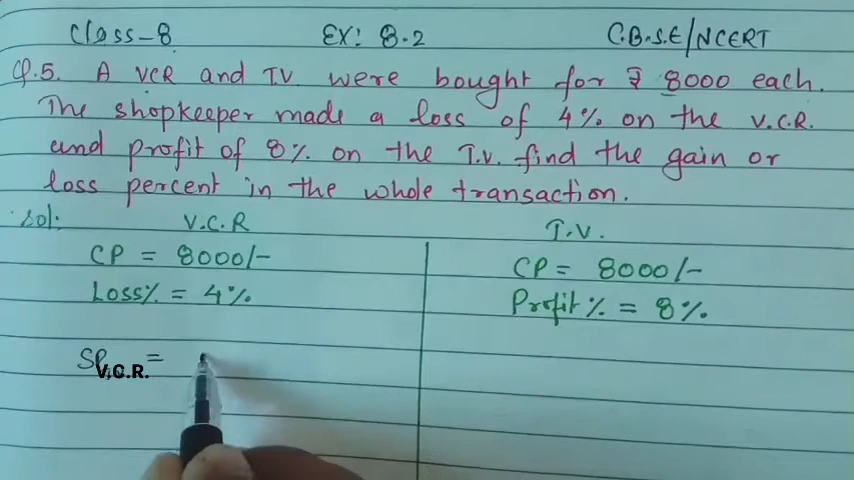 Class-8 EX: 8.2 C.B.S.E/NCERT
Q.5. A VCR and TV were bought for ₹ 8000 each.
The shopkeeper made a loss of 4% on the V.C.R.
and profit of 8% on the T.V. find the gain or
loss percent in the whole transaction.
Sol: V.C.R T.V.
CP = 8000/- CP = 8000/-
Loss% = 4% Profit% = 8%
SP V.C.R. =